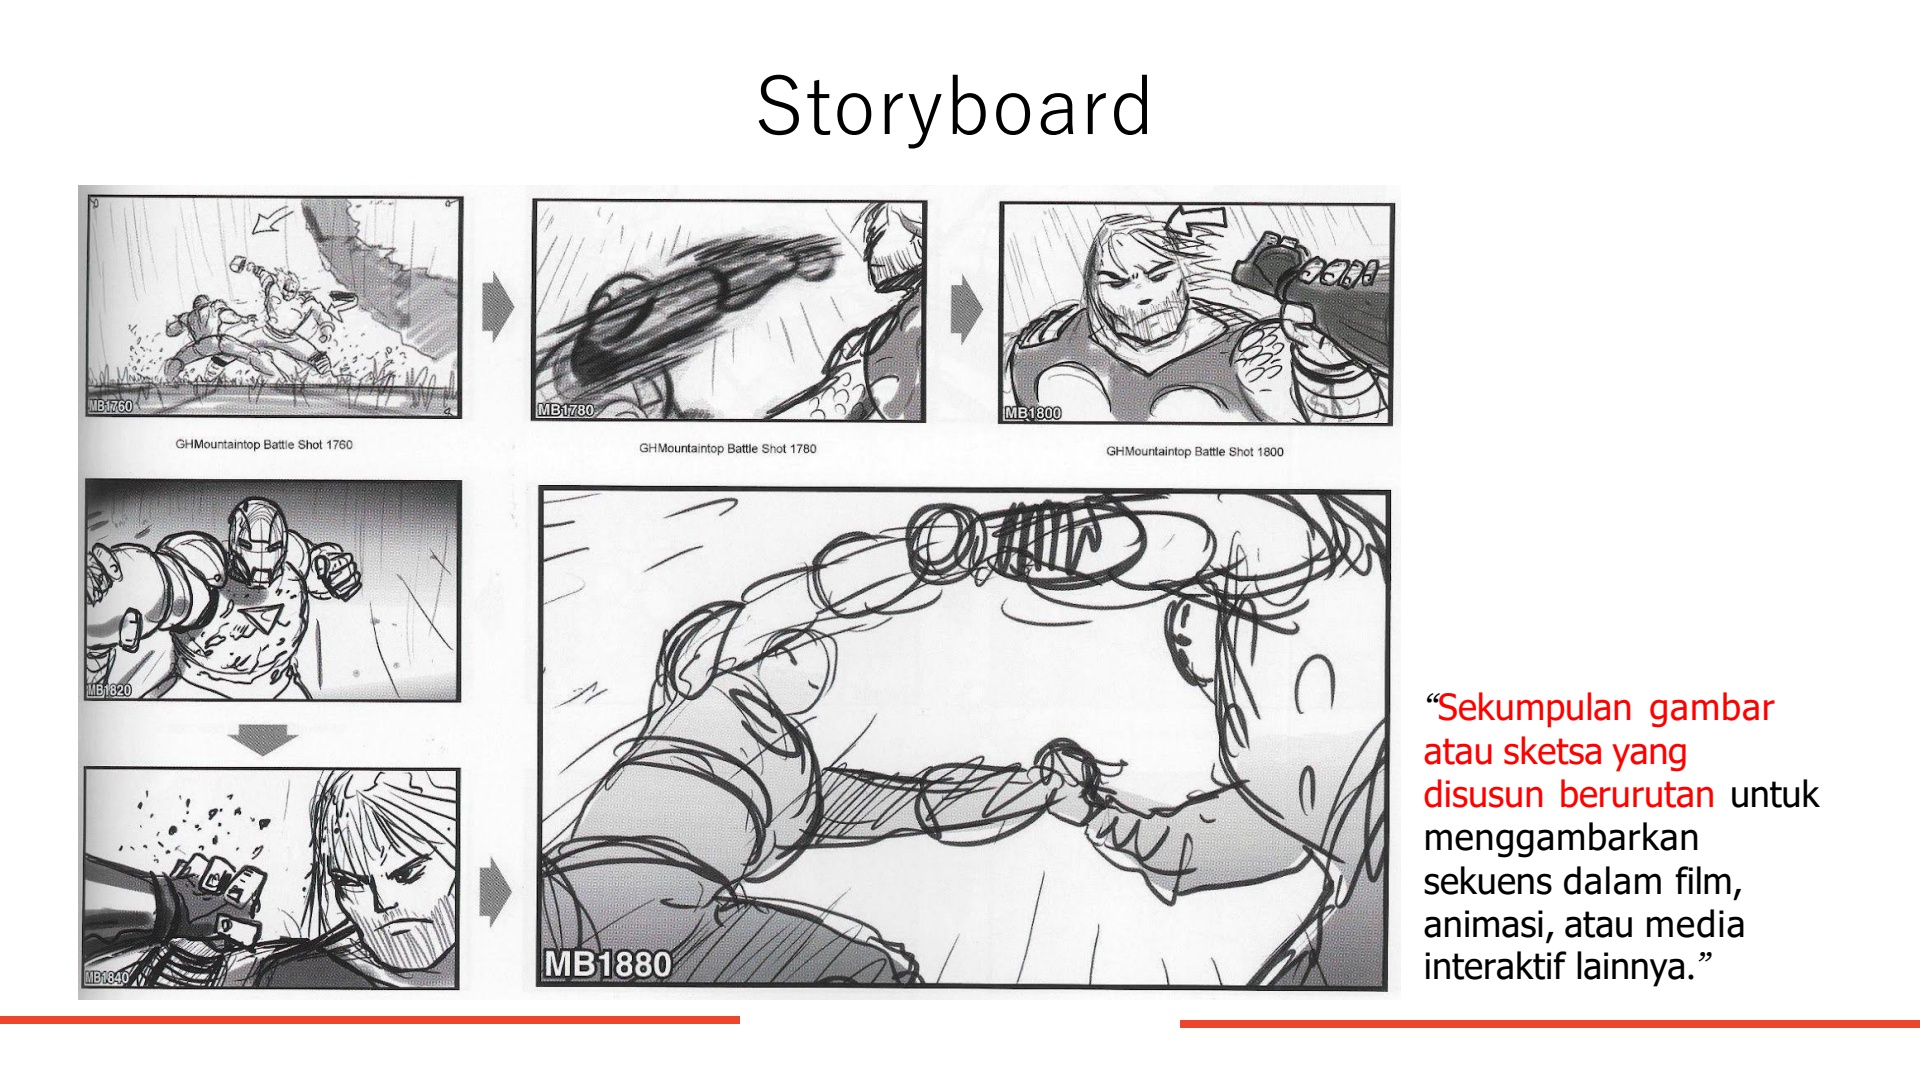 Storyboard
MB1760
MB1780
MB1800
GHMountaintop Battle Shot 1760
GHMountaintop Battle Shot 1780
GHMountaintop Battle Shot 1800
MB1820
MB1840
MB1880
“Sekumpulan gambar
atau sketsa yang
disusun berurutan untuk
menggambarkan
sekuens dalam film,
animasi, atau media
interaktif lainnya.”